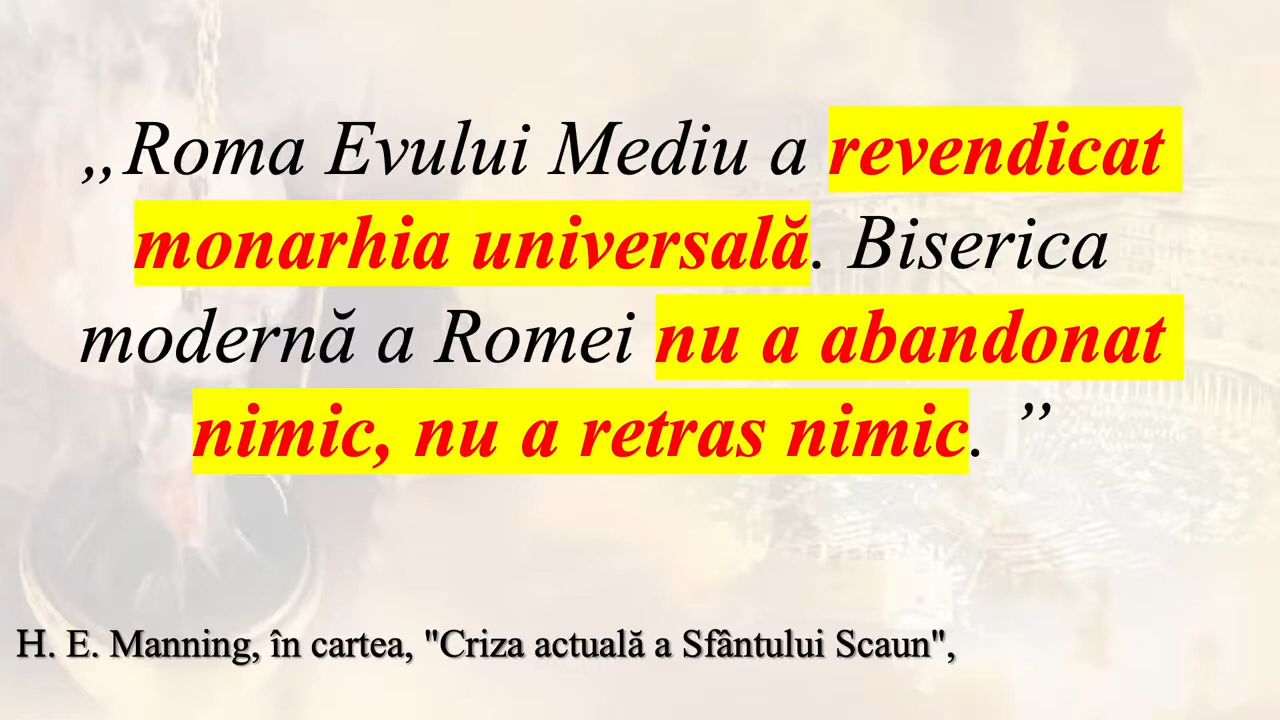 „Roma Evului Mediu a revendicat
monarhia universală. Biserica
modernă a Romei nu a abandonat
nimic, nu a retras nimic. ”
H. E. Manning, în cartea, "Criza actuală a Sfântului Scaun",